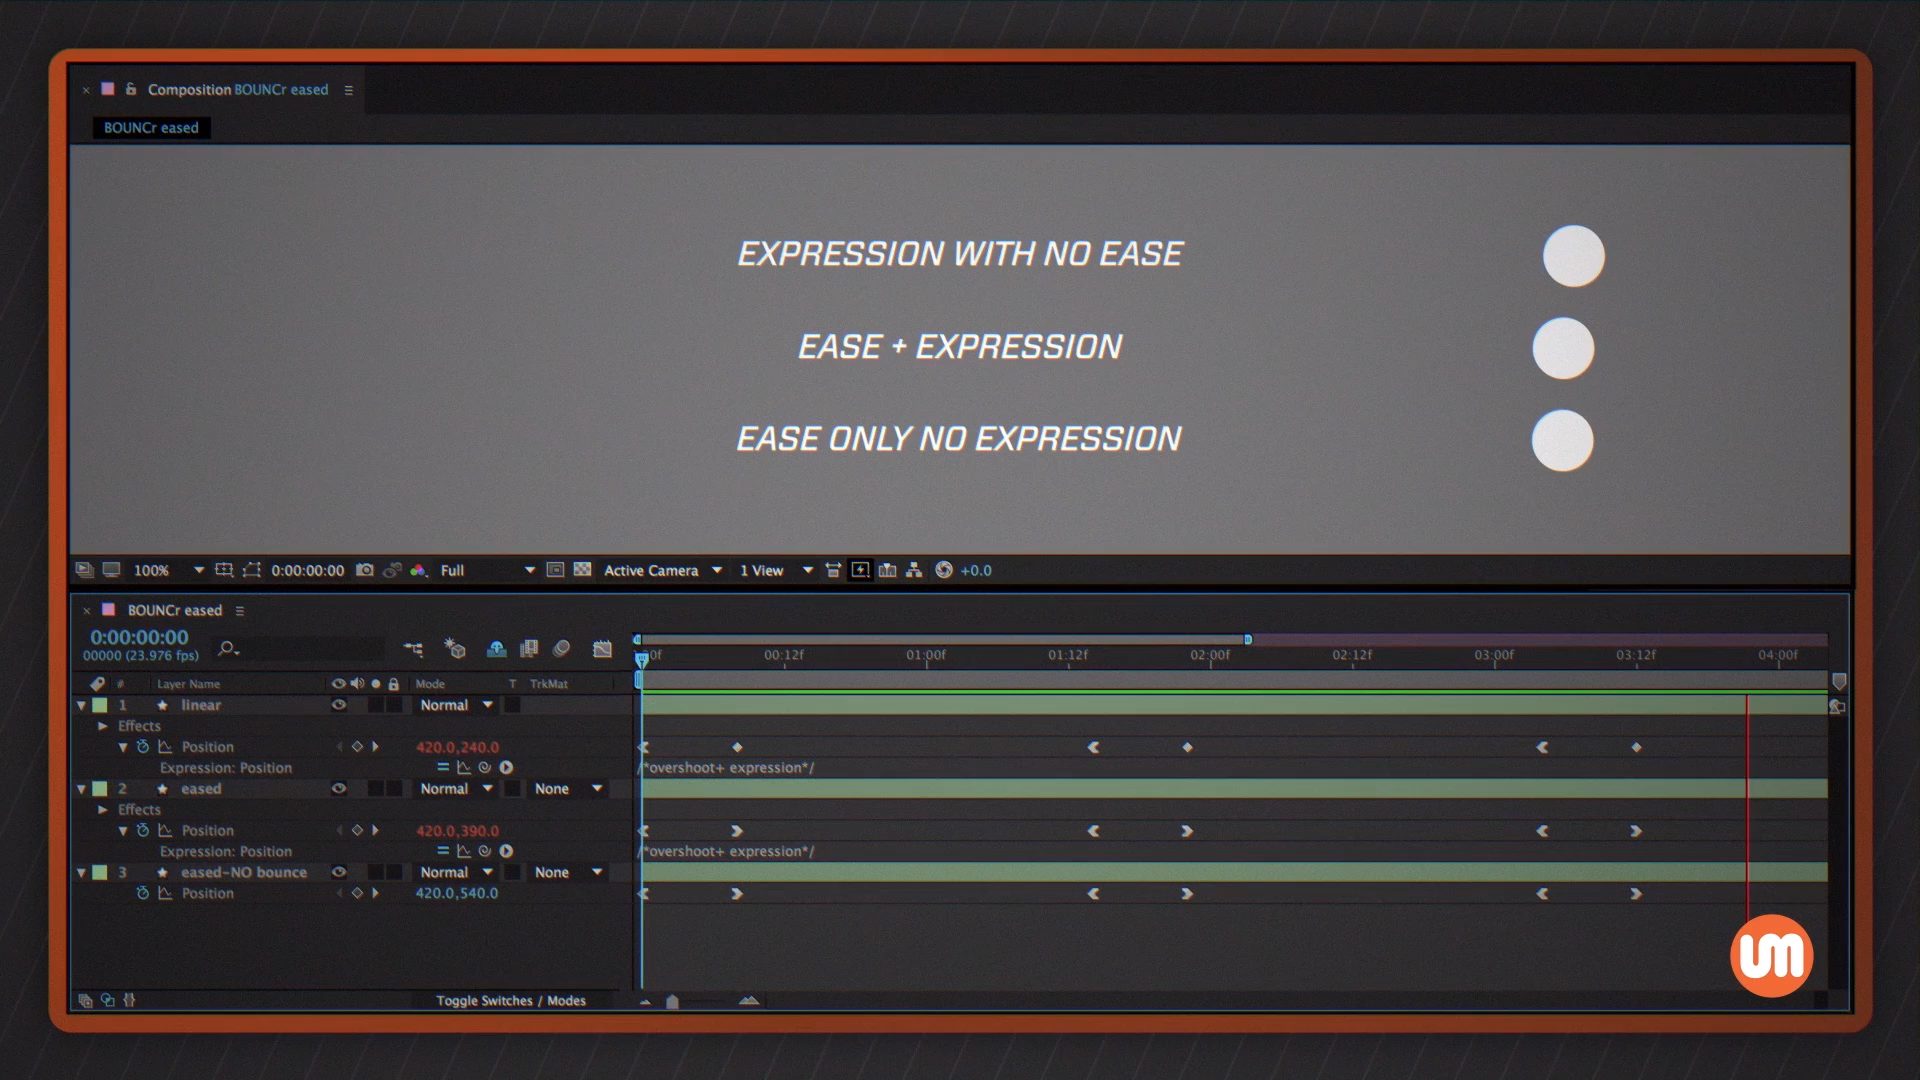 Composition BOUNCr eased
BOUNCr eased
EXPRESSION WITH NO EASE
EASE + EXPRESSION
EASE ONLY NO EXPRESSION
100% 0:00:00:00 Full Active Camera 1 View +0.0
BOUNCr eased
0:00:00:00
00000 (23.976 fps)
00f 00:12f 01:00f 01:12f 02:00f 02:12f 03:00f 03:12f 04:00f
# Layer Name Mode T TrkMat
1 linear Normal
Effects
Position 420.0,240.0
Expression: Position /*overshoot+ expression*/
2 eased Normal None
Effects
Position 420.0,390.0
Expression: Position /*overshoot+ expression*/
3 eased-NO bounce Normal None
Position 420.0,540.0
um
Toggle Switches / Modes